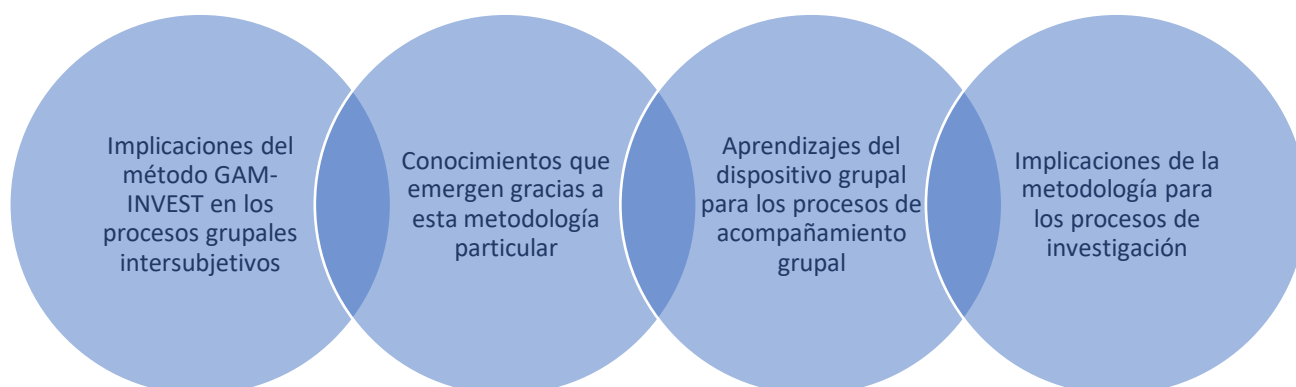 Implicaciones del
método GAM-
INVEST en los
procesos grupales
intersubjetivos
Conocimientos que
emergen gracias a
esta metodología
particular
Aprendizajes del
dispositivo grupal
para los procesos de
acompañamiento
grupal
Implicaciones de la
metodología para
los procesos de
investigación